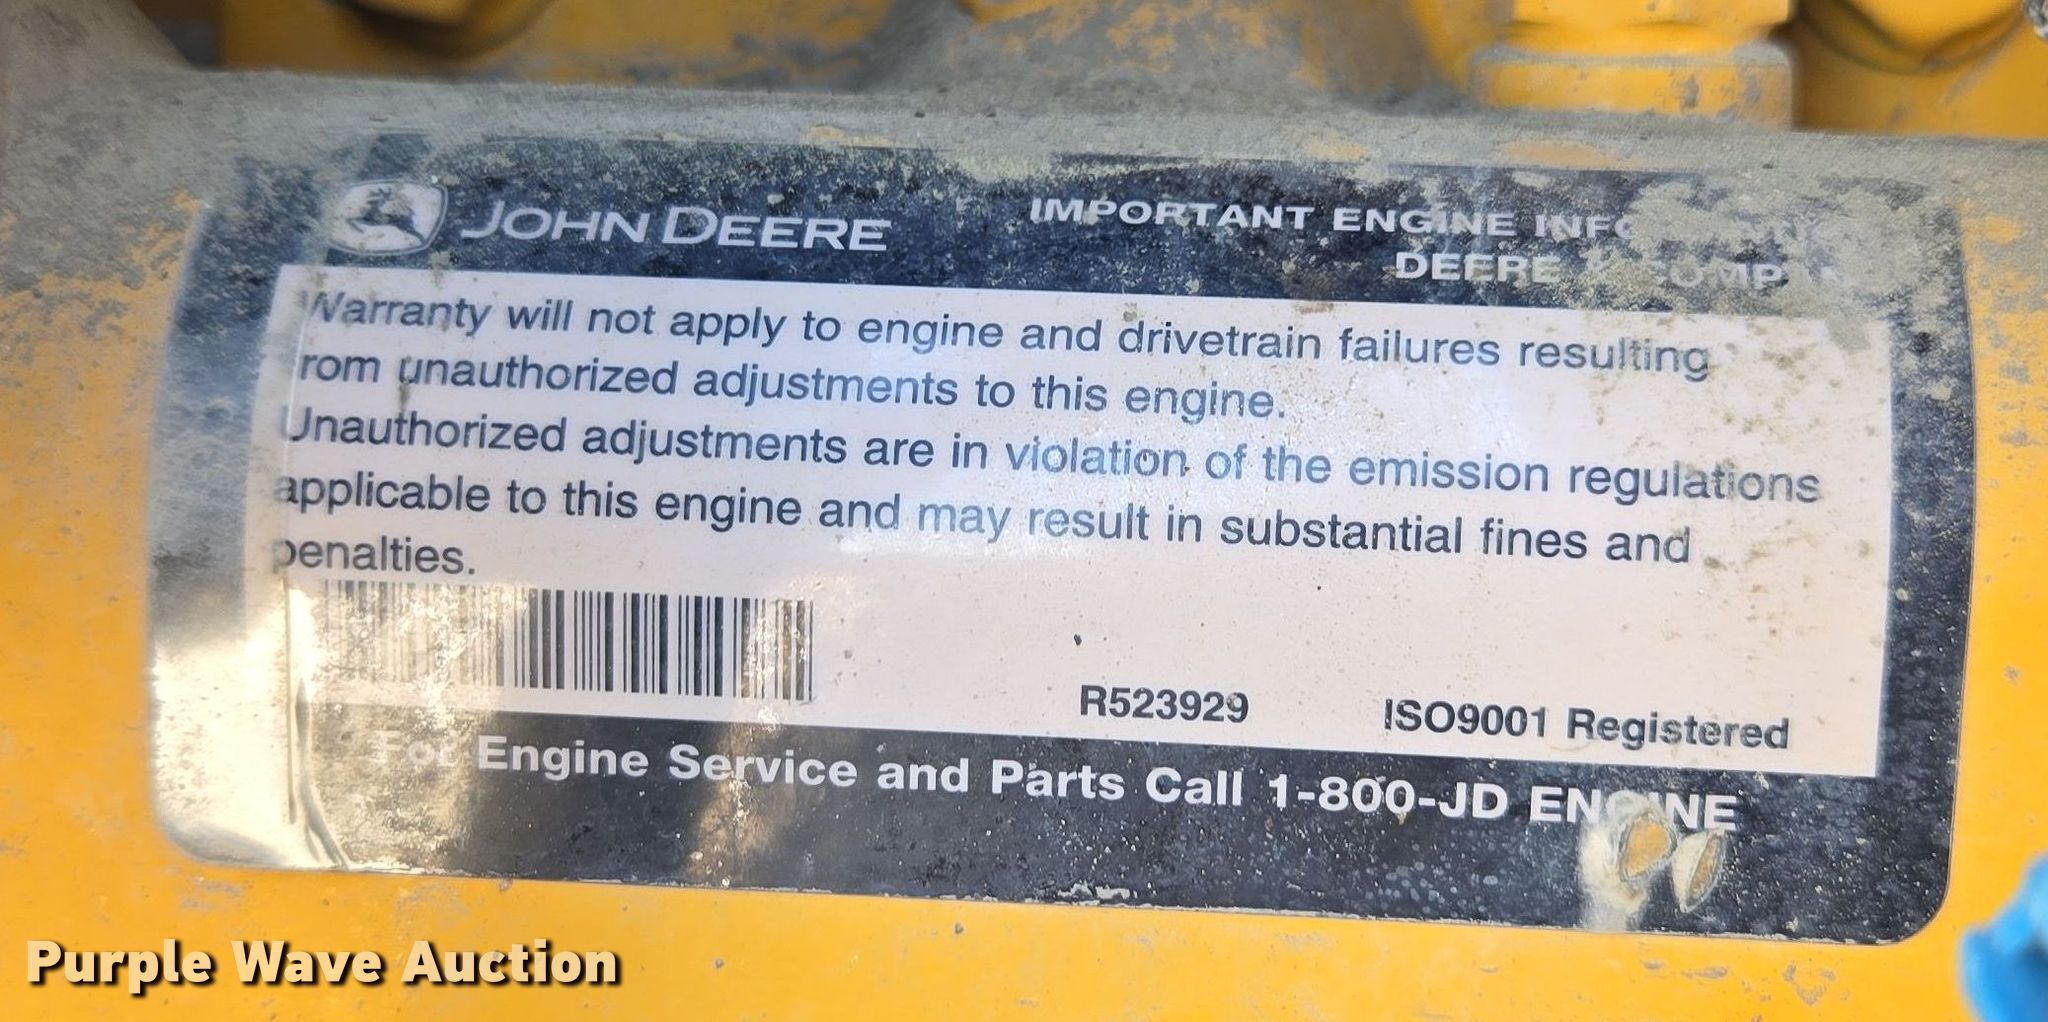 JOHN DEERE
IMPORTANT ENGINE
DEERE
Warranty will not apply to engine and drivetrain failures resulting
rom unauthorized adjustments to this engine.
Unauthorized adjustments are in violation of the emission regulations
applicable to this engine and may result in substantial fines and
penalties.
R523929 ISO9001 Registered
For Engine Service and Parts Call 1-800-JD ENGINE
Purple Wave Auction